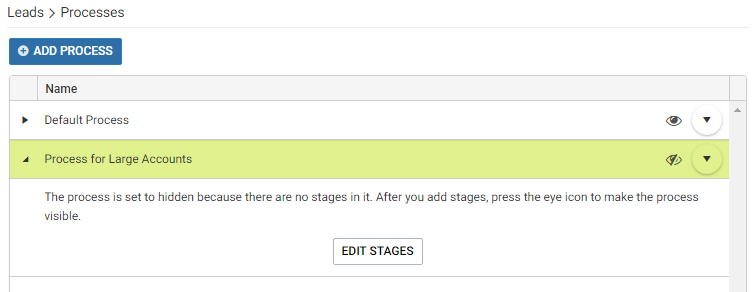 Leads > Processes
ADD PROCESS
Name
Default Process
Process for Large Accounts
The process is set to hidden because there are no stages in it. After you add stages, press the eye icon to make the process
visible.
EDIT STAGES